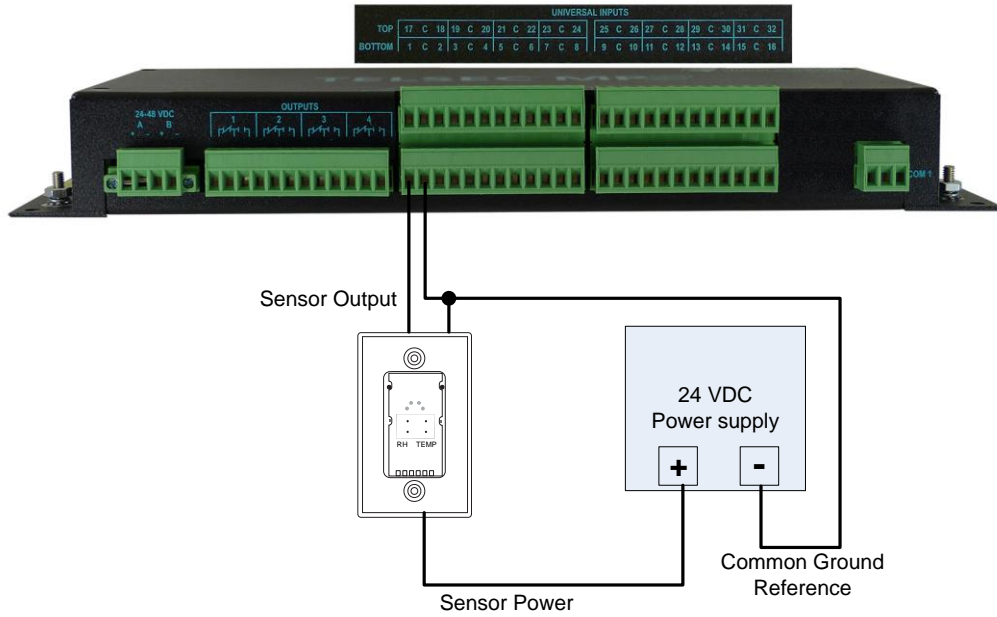 UNIVERSAL INPUTS
TOP 17 C 18 19 C 20 21 C 22 23 C 24 25 C 26 27 C 28 29 C 30 31 C 32
BOTTOM 1 C 2 3 C 4 5 C 6 7 C 8 9 C 10 11 C 12 13 C 14 15 C 16
TELSEC MP
24-48 VDC
A B
+ - + -
OUTPUTS
1 2 3 4
COM 1
Sensor Output
RH TEMP
24 VDC
Power supply
+ -
Common Ground
Reference
Sensor Power